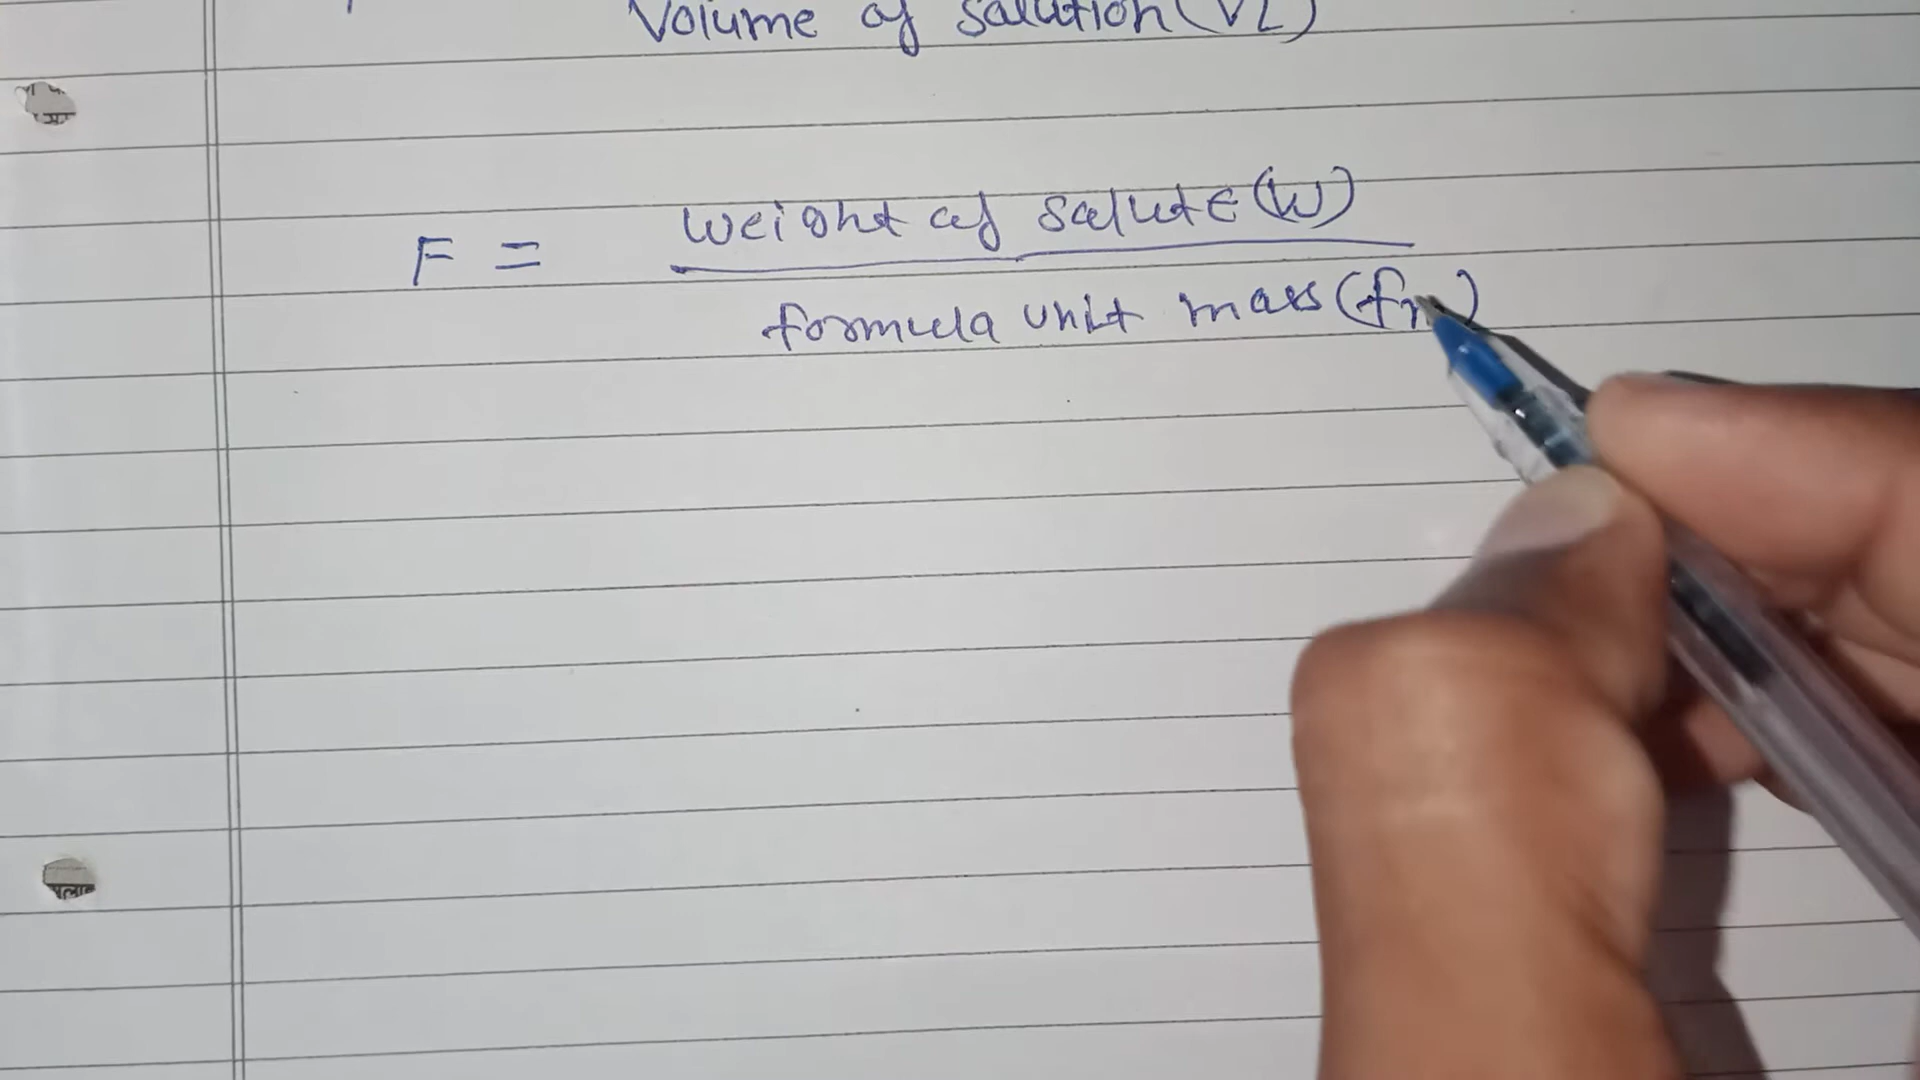 Volume of solution (VL)
F = weight of solute (W)
formula unit mass (fm)